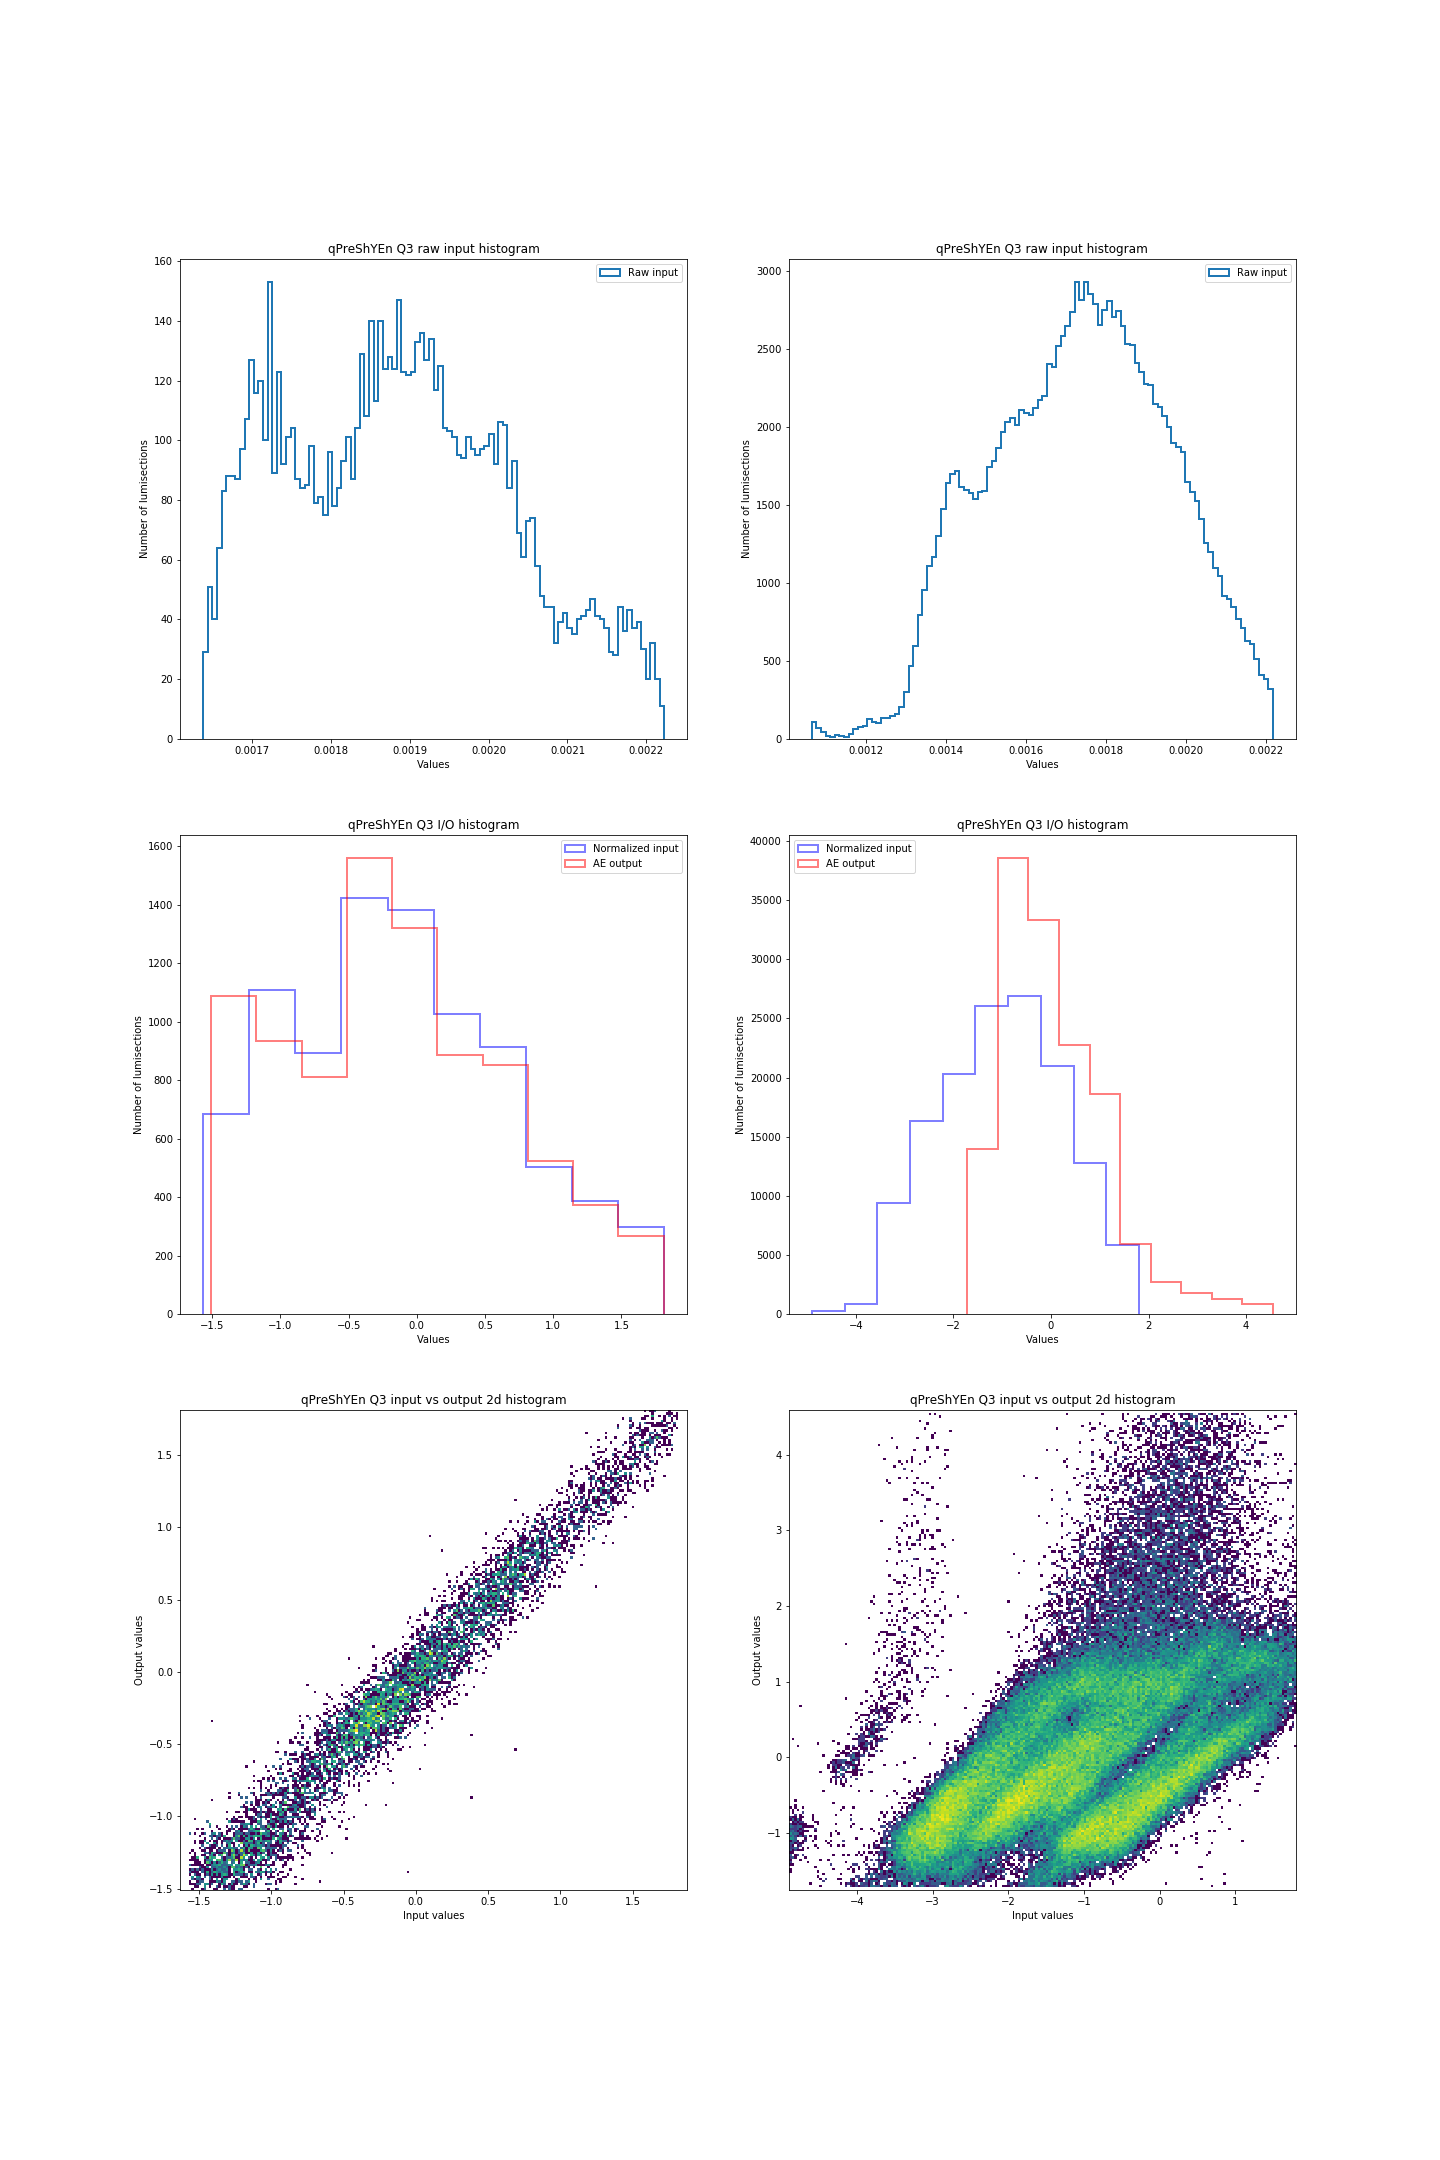 qPreShYEn Q3 raw input histogram
Raw input
160
140
120
100
80
60
40
20
0
Number of lumisections
0.0017 0.0018 0.0019 0.0020 0.0021 0.0022
Values
qPreShYEn Q3 raw input histogram
Raw input
3000
2500
2000
1500
1000
500
0
Number of lumisections
0.0012 0.0014 0.0016 0.0018 0.0020 0.0022
Values
qPreShYEn Q3 I/O histogram
Normalized input
AE output
1600
1400
1200
1000
800
600
400
200
0
Number of lumisections
−1.5 −1.0 −0.5 0.0 0.5 1.0 1.5
Values
qPreShYEn Q3 I/O histogram
Normalized input
AE output
40000
35000
30000
25000
20000
15000
10000
5000
0
Number of lumisections
−4 −2 0 2 4
Values
qPreShYEn Q3 input vs output 2d histogram
1.5
1.0
0.5
0.0
−0.5
−1.0
−1.5
Output values
−1.5 −1.0 −0.5 0.0 0.5 1.0 1.5
Input values
qPreShYEn Q3 input vs output 2d histogram
4
3
2
1
0
−1
Output values
−4 −3 −2 −1 0 1
Input values